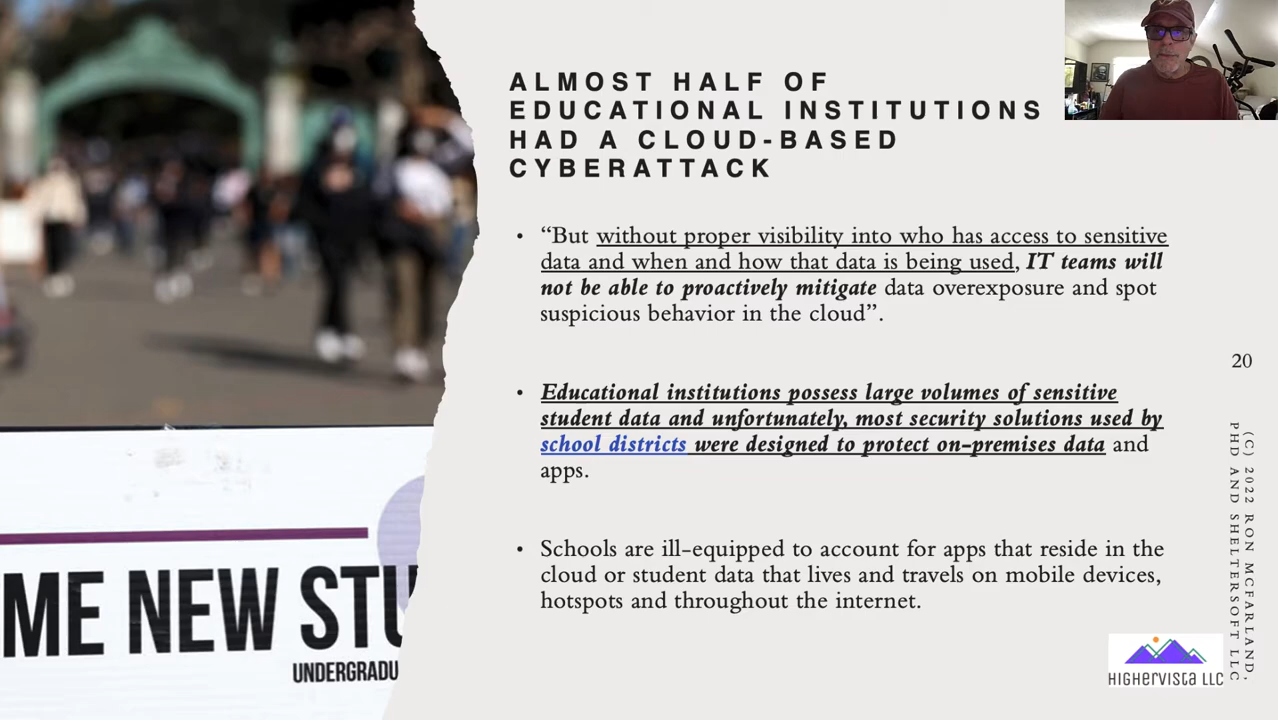 ALMOST HALF OF
EDUCATIONAL INSTITUTIONS
HAD A CLOUD-BASED
CYBERATTACK
• “But without proper visibility into who has access to sensitive
data and when and how that data is being used, IT teams will
not be able to proactively mitigate data overexposure and spot
suspicious behavior in the cloud”.
• Educational institutions possess large volumes of sensitive
student data and unfortunately, most security solutions used by
school districts were designed to protect on-premises data and
apps.
• Schools are ill-equipped to account for apps that reside in the
cloud or student data that lives and travels on mobile devices,
hotspots and throughout the internet.
20
(C) 2022 RON MCFARLAND,
PHD AND SHELTERSOFT LLC
HIGHERVISTA LLC
ME NEW STU
UNDERGRADU